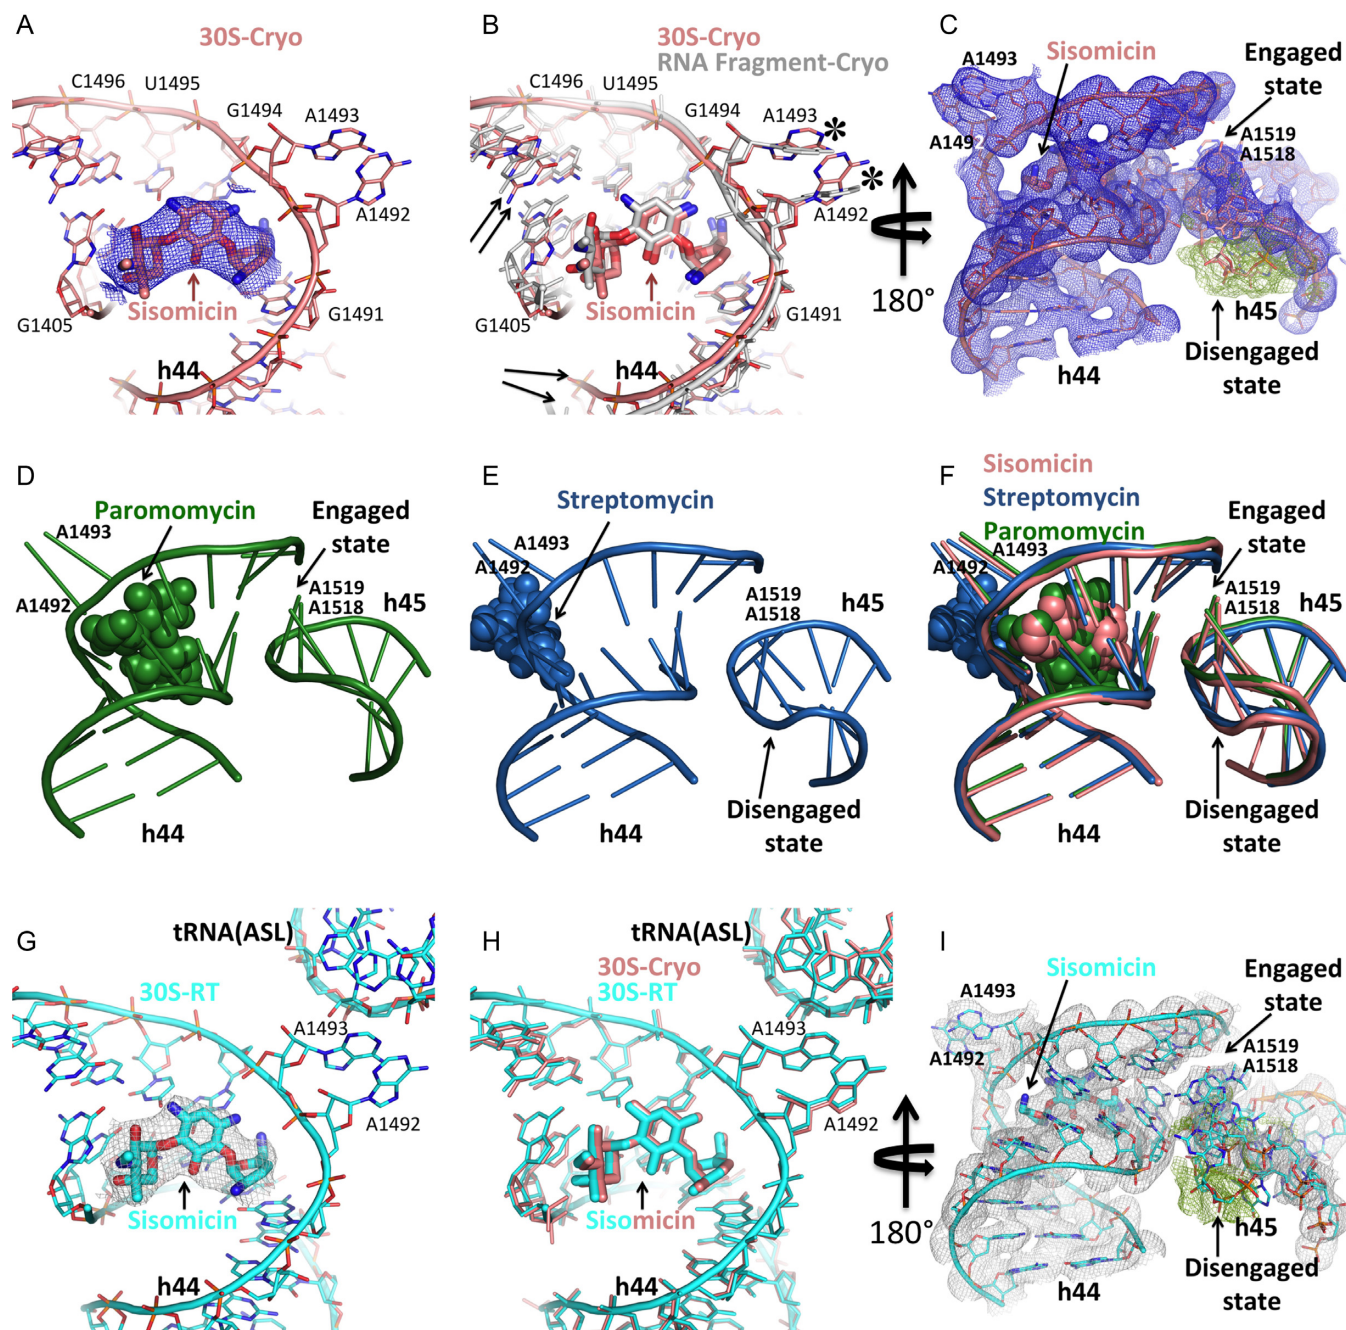 A
30S-Cryo
C1496
U1495
G1494
A1493
A1492
G1405
Sisomicin
G1491
h44
B
30S-Cryo
RNA Fragment-Cryo
C1496
U1495
G1494
A1493
*
*
A1492
G1405
Sisomicin
G1491
h44
180°
C
A1493
Sisomicin
Engaged
state
A1492
A1519
A1518
h45
Disengaged
state
h44
D
Paromomycin
Engaged
state
A1493
A1492
A1519
A1518
h45
h44
E
Streptomycin
A1493
A1492
A1519
A1518
h45
Disengaged
state
h44
F
Sisomicin
Streptomycin
Paromomycin
Engaged
state
A1493
A1492
A1519
A1518
h45
Disengaged
state
h44
G
tRNA(ASL)
30S-RT
A1493
A1492
Sisomicin
h44
H
tRNA(ASL)
30S-Cryo
30S-RT
A1493
A1492
Sisomicin
h44
180°
I
Sisomicin
Engaged
state
A1493
A1492
A1519
A1518
h45
Disengaged
state
h44